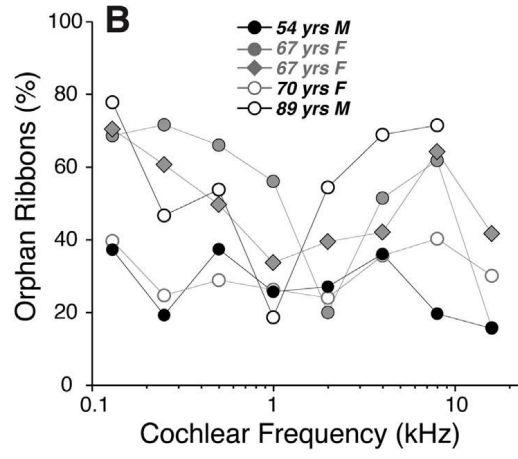 B
54 yrs M
67 yrs F
67 yrs F
70 yrs F
89 yrs M
Orphan Ribbons (%)
100
80
60
40
20
0
0.1
1
10
Cochlear Frequency (kHz)